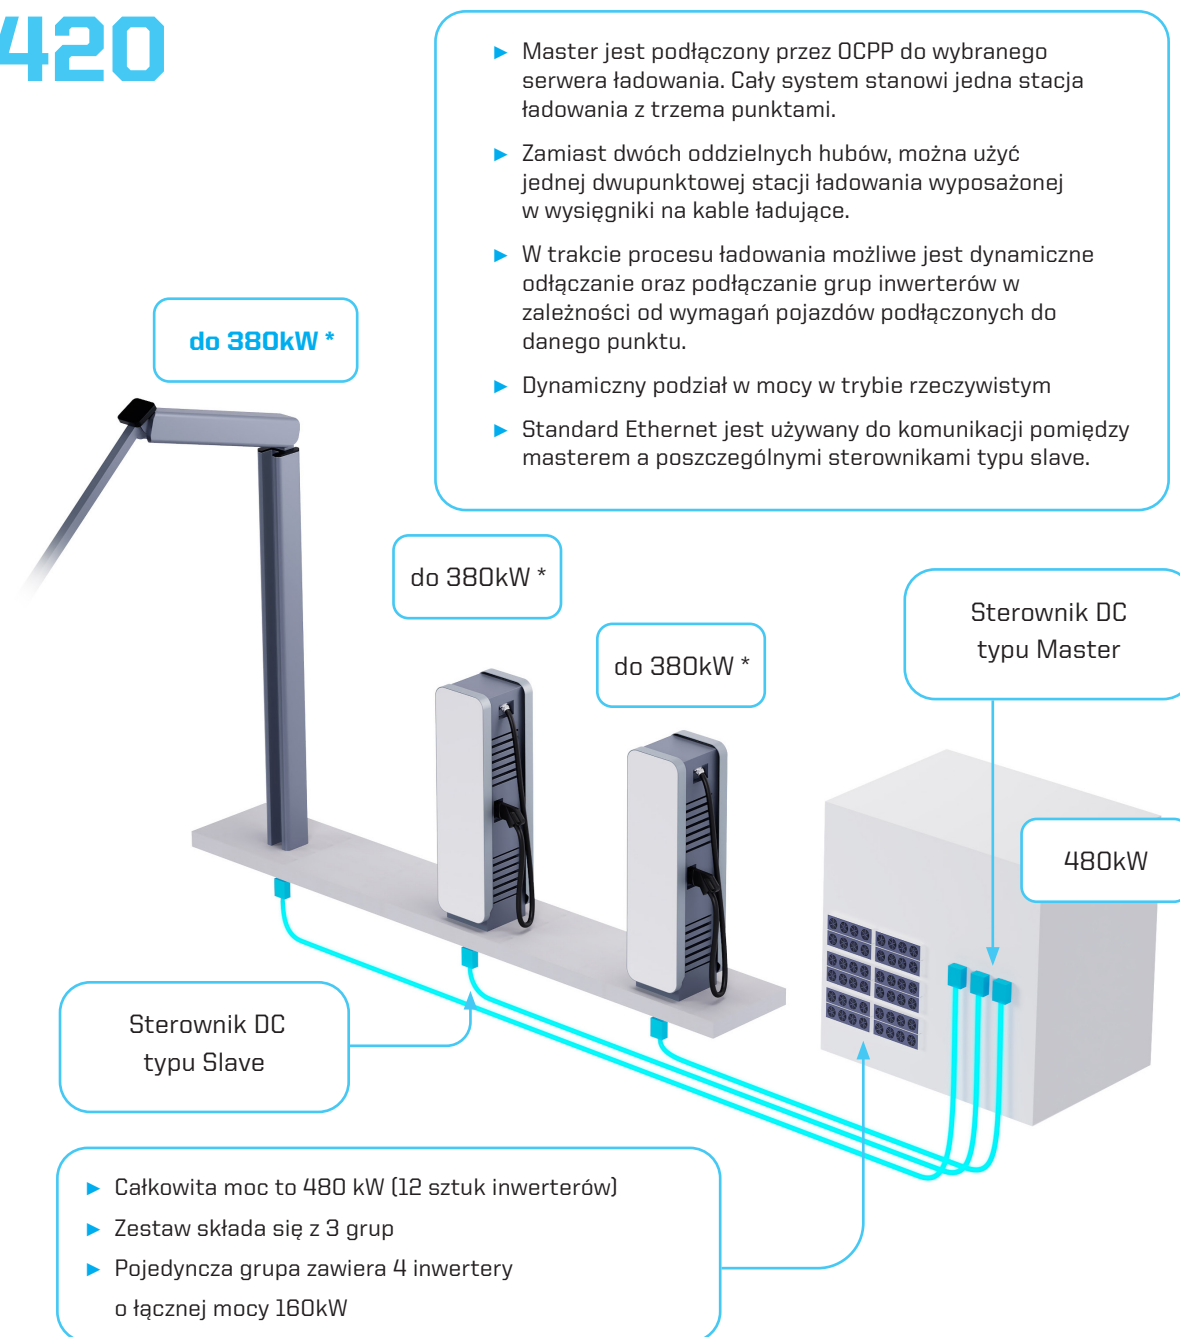 420
► Master jest podłączony przez OCPP do wybranego
serwera ładowania. Cały system stanowi jedna stacja
ładowania z trzema punktami.
► Zamiast dwóch oddzielnych hubów, można użyć
jednej dwupunktowej stacji ładowania wyposażonej
w wysięgniki na kable ładujące.
► W trakcie procesu ładowania możliwe jest dynamiczne
odłączanie oraz podłączanie grup inwerterów w
zależności od wymagań pojazdów podłączonych do
danego punktu.
► Dynamiczny podział w mocy w trybie rzeczywistym
► Standard Ethernet jest używany do komunikacji pomiędzy
masterem a poszczególnymi sterownikami typu slave.
do 380kW *
do 380kW *
do 380kW *
Sterownik DC
typu Master
480kW
Sterownik DC
typu Slave
► Całkowita moc to 480 kW (12 sztuk inwerterów)
► Zestaw składa się z 3 grup
► Pojedyncza grupa zawiera 4 inwertery
o łącznej mocy 160kW